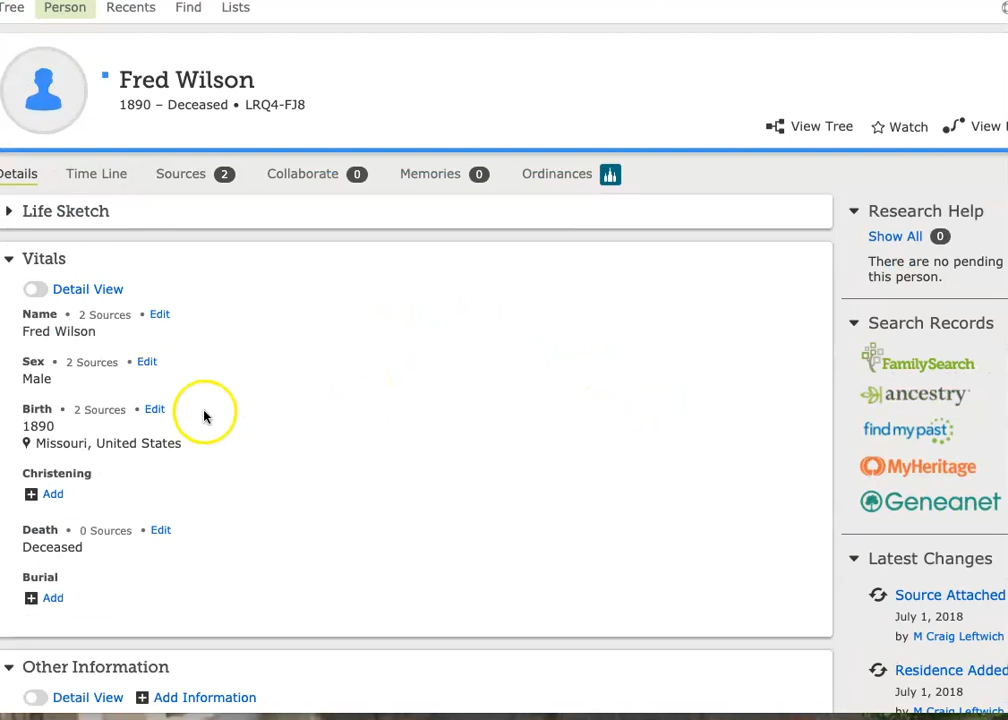 Tree Person Recents Find Lists
Fred Wilson
1890 – Deceased • LRQ4-FJ8
View Tree Watch View
Details Time Line Sources 2 Collaborate 0 Memories 0 Ordinances
Life Sketch
Vitals
Detail View
Name • 2 Sources • Edit
Fred Wilson
Sex • 2 Sources • Edit
Male
Birth • 2 Sources • Edit
1890
Missouri, United States
Christening
Add
Death • 0 Sources • Edit
Deceased
Burial
Add
Other Information
Detail View Add Information
Research Help
Show All 0
There are no pending
this person.
Search Records
FamilySearch
ancestry
findmypast
MyHeritage
Geneanet
Latest Changes
Source Attached
July 1, 2018
by M Craig Leftwich
Residence Added
July 1, 2018
by M Craig Leftwich